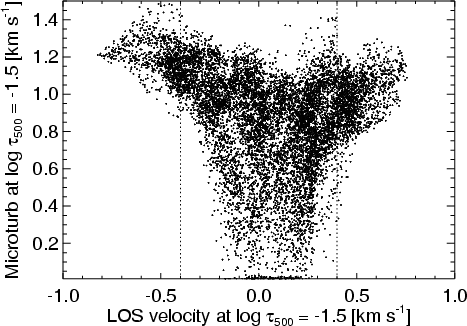 1.4
1.2
1.0
0.8
0.6
0.4
0.2
Microturb at log τ500 = -1.5 [km s-1]
-1.0 -0.5 0.0 0.5 1.0
LOS velocity at log τ500 = -1.5 [km s-1]